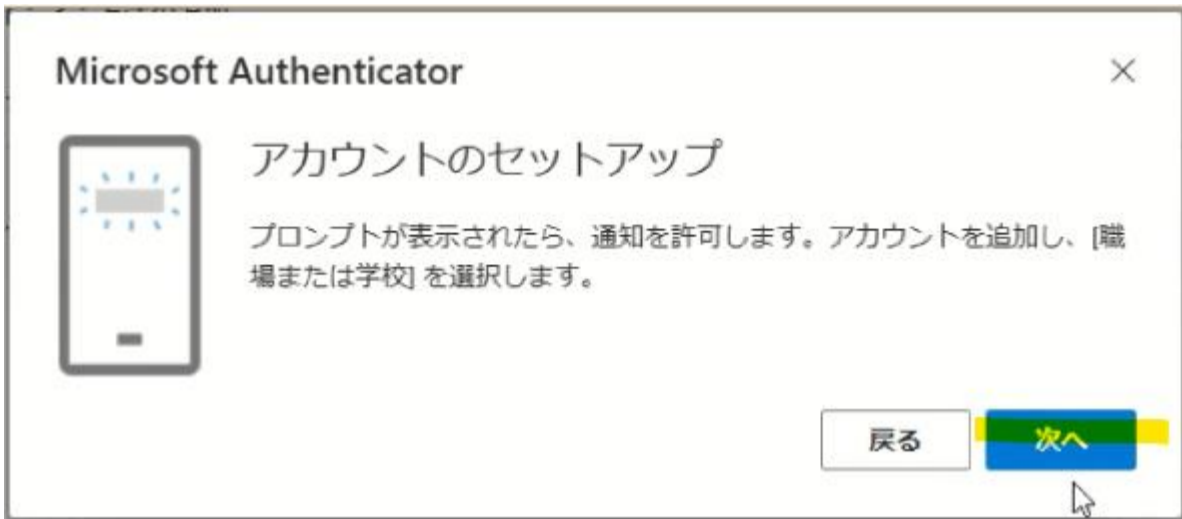 Microsoft Authenticator
アカウントのセットアップ
プロンプトが表示されたら、通知を許可します。アカウントを追加し、[職
場または学校] を選択します。
戻る
次へ